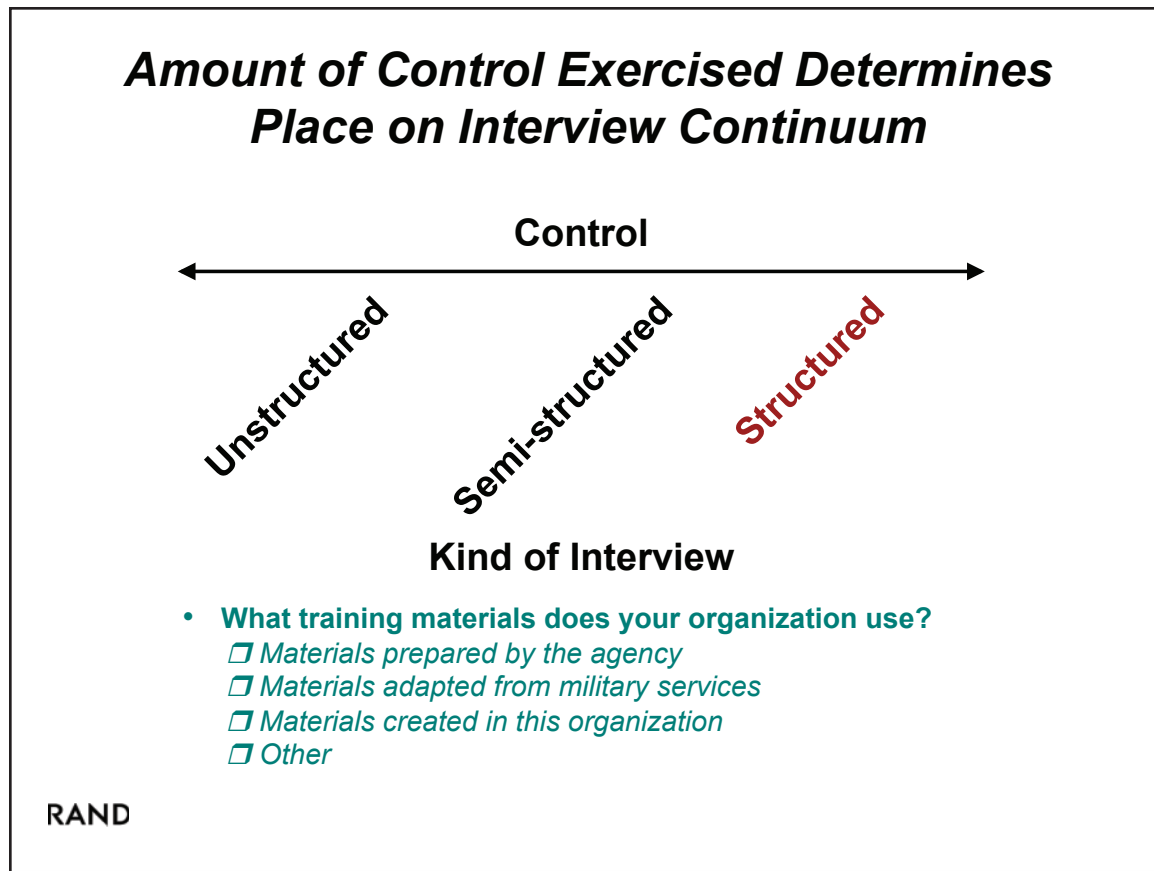 Amount of Control Exercised Determines
Place on Interview Continuum
Control
Unstructured
Semi-structured
Structured
Kind of Interview
• What training materials does your organization use?
❒ Materials prepared by the agency
❒ Materials adapted from military services
❒ Materials created in this organization
❒ Other
RAND